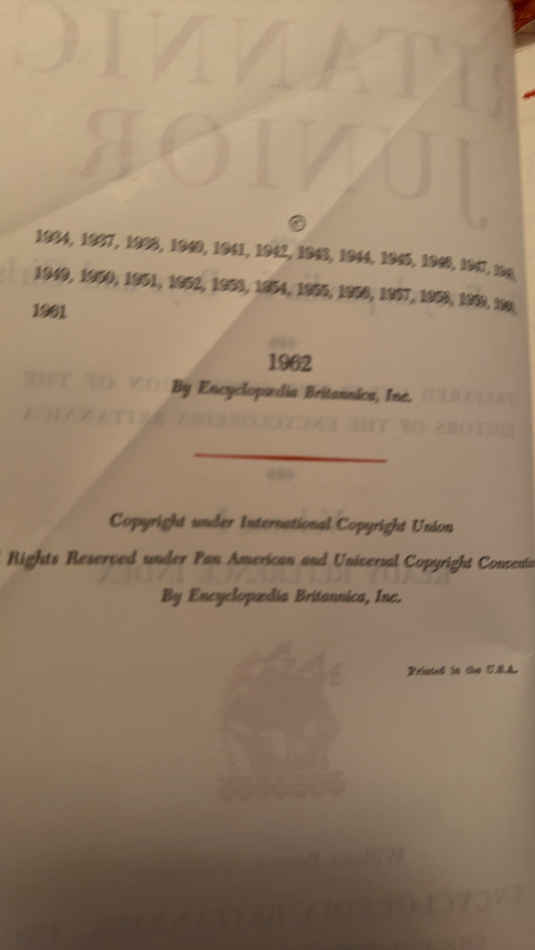 ©
1934, 1937, 1938, 1940, 1941, 1942, 1943, 1944, 1945, 1946, 1947,
1949, 1950, 1951, 1952, 1953, 1954, 1955, 1956, 1957, 1958, 1959,
1961
1962
By Encyclopædia Britannica, Inc.
Copyright under International Copyright Union
Rights Reserved under Pan American and Universal Copyright
By Encyclopædia Britannica, Inc.
Printed in the U.S.A.